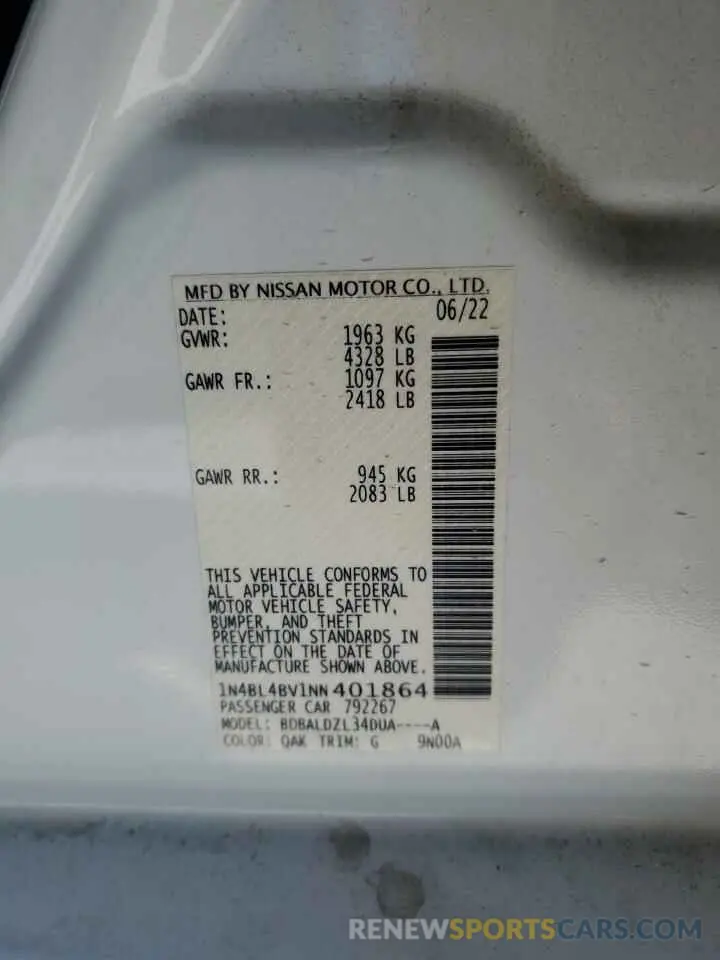 MFD BY NISSAN MOTOR CO., LTD.
DATE: 06/22
GVWR: 1963 KG
4328 LB
GAWR FR.: 1097 KG
2418 LB
GAWR RR.: 945 KG
2083 LB
THIS VEHICLE CONFORMS TO
ALL APPLICABLE FEDERAL
MOTOR VEHICLE SAFETY,
BUMPER, AND THEFT
PREVENTION STANDARDS IN
EFFECT ON THE DATE OF
MANUFACTURE SHOWN ABOVE.
1N4BL4BV1NN401864
PASSENGER CAR 792267
MODEL: BDBALDZL34DUA----A
COLOR: QAK TRIM: G 9N00A
RENEWSPORTSCARS.COM